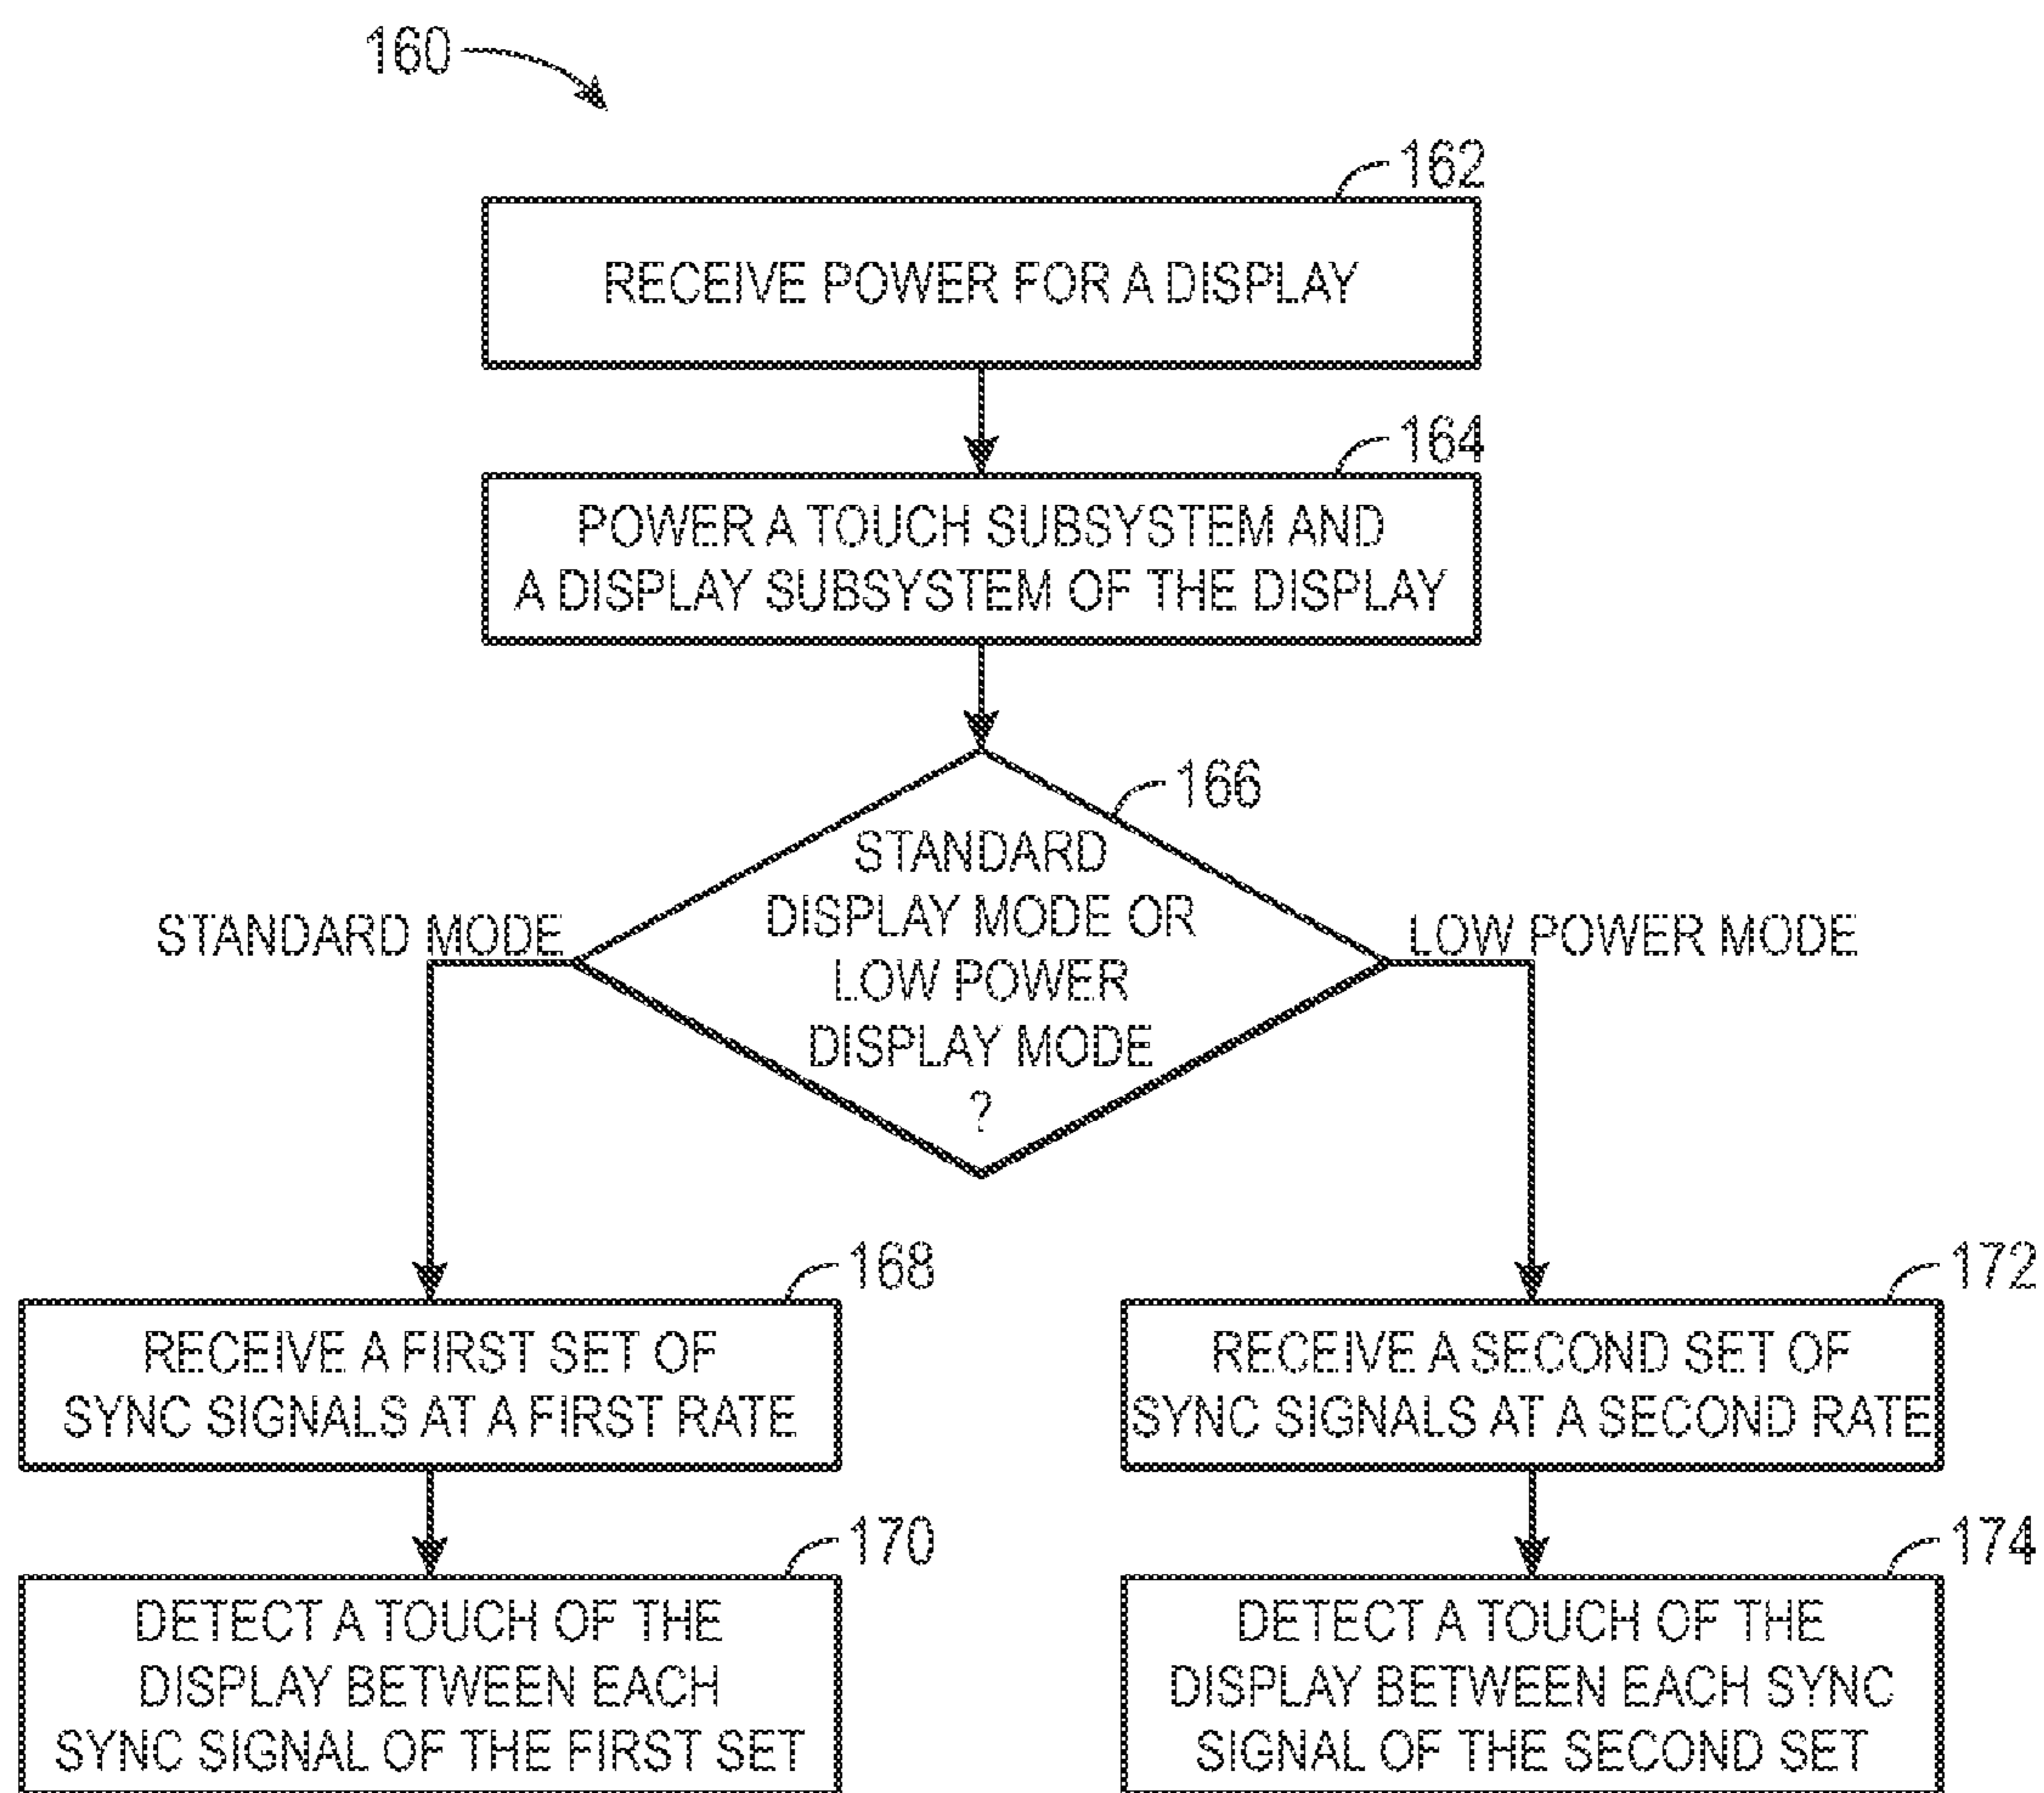 160
162
RECEIVE POWER FOR A DISPLAY
164
POWER A TOUCH SUBSYSTEM AND
A DISPLAY SUBSYSTEM OF THE DISPLAY
166
STANDARD
DISPLAY MODE OR
LOW POWER
DISPLAY MODE
?
STANDARD MODE
LOW POWER MODE
168
RECEIVE A FIRST SET OF
SYNC SIGNALS AT A FIRST RATE
170
DETECT A TOUCH OF THE
DISPLAY BETWEEN EACH
SYNC SIGNAL OF THE FIRST SET
172
RECEIVE A SECOND SET OF
SYNC SIGNALS AT A SECOND RATE
174
DETECT A TOUCH OF THE
DISPLAY BETWEEN EACH SYNC
SIGNAL OF THE SECOND SET